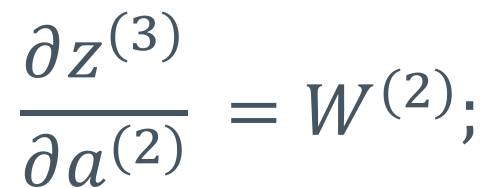 ∂z⁽³⁾/∂a⁽²⁾ = W⁽²⁾;